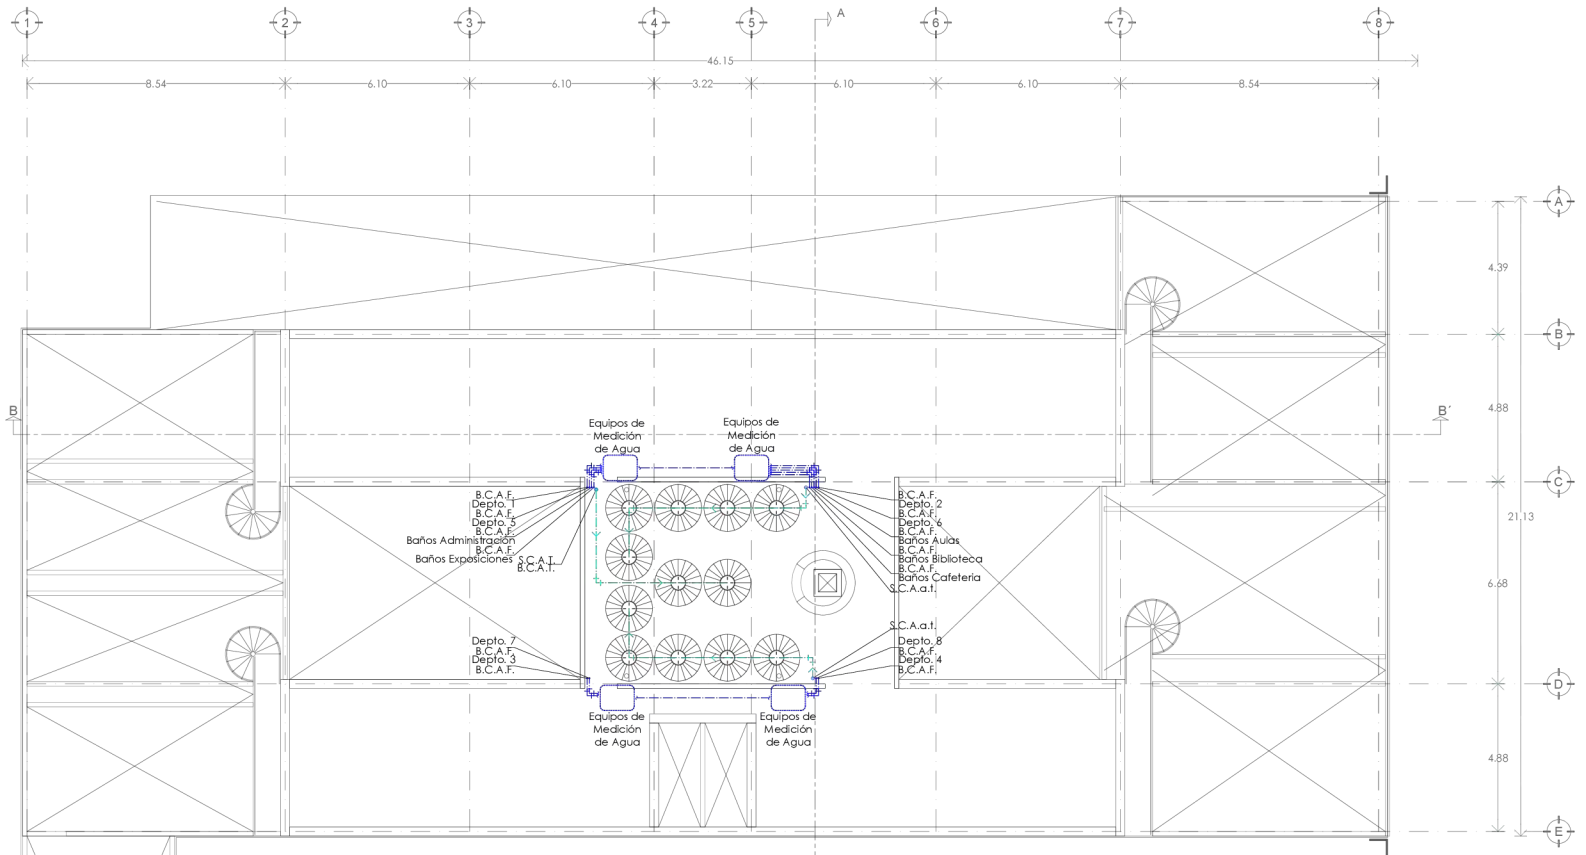 1
2
3
4
5
A
6
7
8
46.15
8.54
6.10
6.10
3.22
6.10
6.10
8.54
A
4.39
B
4.88
B
B´
Equipos de
Medición
de Agua
Equipos de
Medición
de Agua
C
B.C.A.F.
Depto. 1
B.C.A.F.
Depto. 5
B.C.A.F.
Baños Administración
B.C.A.F.
Baños Exposiciones
S.C.A.T.
B.C.A.T.
B.C.A.F.
Depto. 2
B.C.A.F.
Depto. 6
B.C.A.F.
Baños Aulas
B.C.A.F.
Baños Biblioteca
B.C.A.F.
Baños Cafeteria
S.C.A.a.t.
21.13
6.68
S.C.A.a.t.
Depto. 7
B.C.A.F.
Depto. 3
B.C.A.F.
Depto. 8
B.C.A.F.
Depto. 4
B.C.A.F.
D
Equipos de
Medición
de Agua
Equipos de
Medición
de Agua
4.88
E